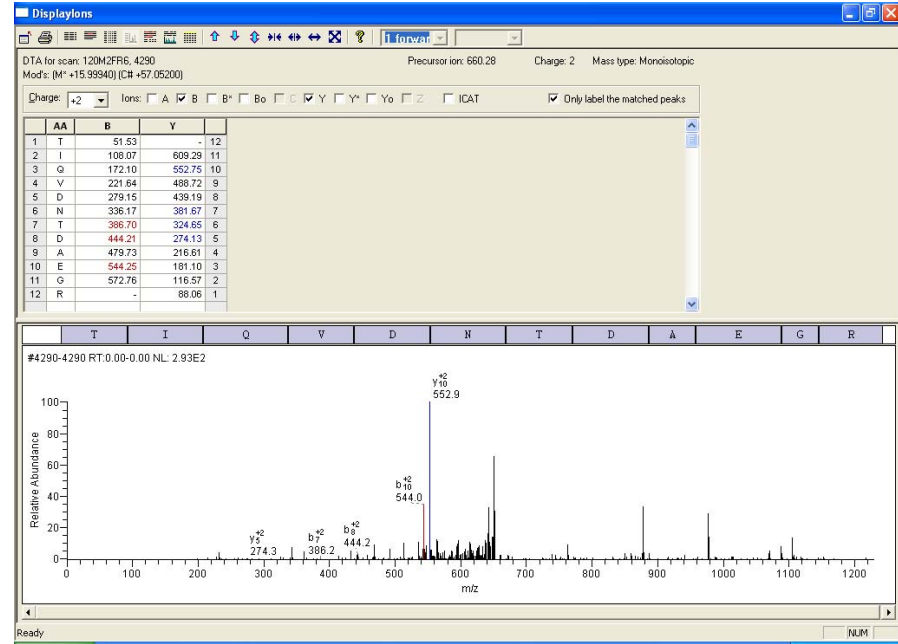 DisplayIons
1 forwar
DTA for scan: 120M2FR6, 4290 Precursor ion: 660.28 Charge: 2 Mass type: Monoisotopic
Mod's: (M* +15.99940) (C# +57.05200)
Charge: +2 Ions: A B B* Bo C Y Y* Yo Z ICAT Only label the matched peaks
AA B Y
1 T 51.53 - 12
2 I 108.07 609.29 11
3 Q 172.10 552.75 10
4 V 221.64 488.72 9
5 D 279.15 439.19 8
6 N 336.17 381.67 7
7 T 386.70 324.65 6
8 D 444.21 274.13 5
9 A 479.73 216.61 4
10 E 544.25 181.10 3
11 G 572.76 116.57 2
12 R - 88.06 1
T I Q V D N T D A E G R
#4290-4290 RT:0.00-0.00 NL: 2.93E2
y10+2
552.9
b10+2
544.0
y5+2
274.3
b7+2
386.2
b8+2
444.2
Relative Abundance
100
80
60
40
20
0
0 100 200 300 400 500 600 700 800 900 1000 1100 1200
m/z
Ready NUM